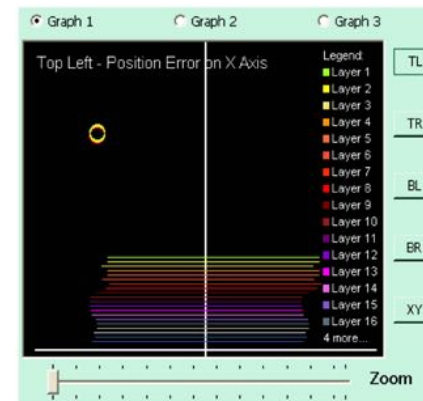 Graph 1 Graph 2 Graph 3
Top Left - Position Error on X Axis
Legend:
Layer 1
Layer 2
Layer 3
Layer 4
Layer 5
Layer 6
Layer 7
Layer 8
Layer 9
Layer 10
Layer 11
Layer 12
Layer 13
Layer 14
Layer 15
Layer 16
4 more...
TL
TR
BL
BR
XY
Zoom